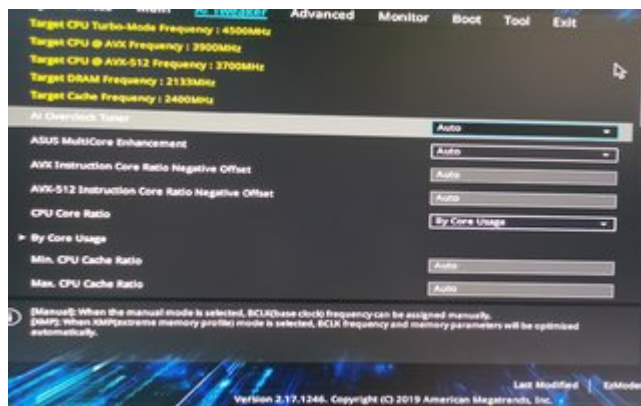 Ai Tweaker Advanced Monitor Boot Tool Exit
Target CPU Turbo-Mode Frequency : 4500MHz
Target CPU @ AVX Frequency : 3900MHz
Target CPU @ AVX-512 Frequency : 3700MHz
Target DRAM Frequency : 2133MHz
Target Cache Frequency : 2400MHz
Ai Overclock Tuner Auto
ASUS MultiCore Enhancement Auto
AVX Instruction Core Ratio Negative Offset Auto
AVX-512 Instruction Core Ratio Negative Offset Auto
CPU Core Ratio By Core Usage
By Core Usage
Min. CPU Cache Ratio Auto
Max. CPU Cache Ratio Auto
[Manual]: When the manual mode is selected, BCLK(base clock) frequency can be assigned manually.
[XMP]: When XMP(extreme memory profile) mode is selected, BCLK frequency and memory parameters will be optimized
automatically.
Last Modified EzMode
Version 2.17.1246. Copyright (C) 2019 American Megatrends, Inc.